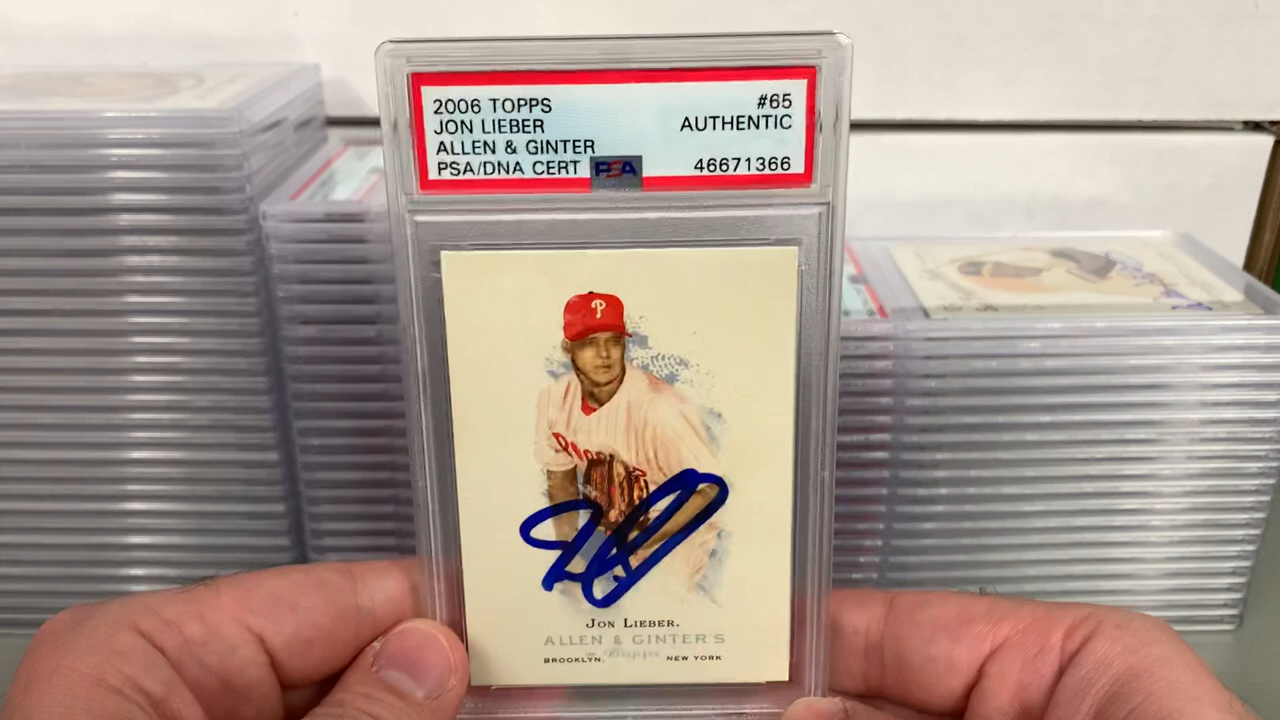 2006 TOPPS #65
JON LIEBER AUTHENTIC
ALLEN & GINTER
PSA/DNA CERT PSA 46671366
P
JON LIEBER.
ALLEN & GINTER'S
Topps
BROOKLYN, NEW YORK